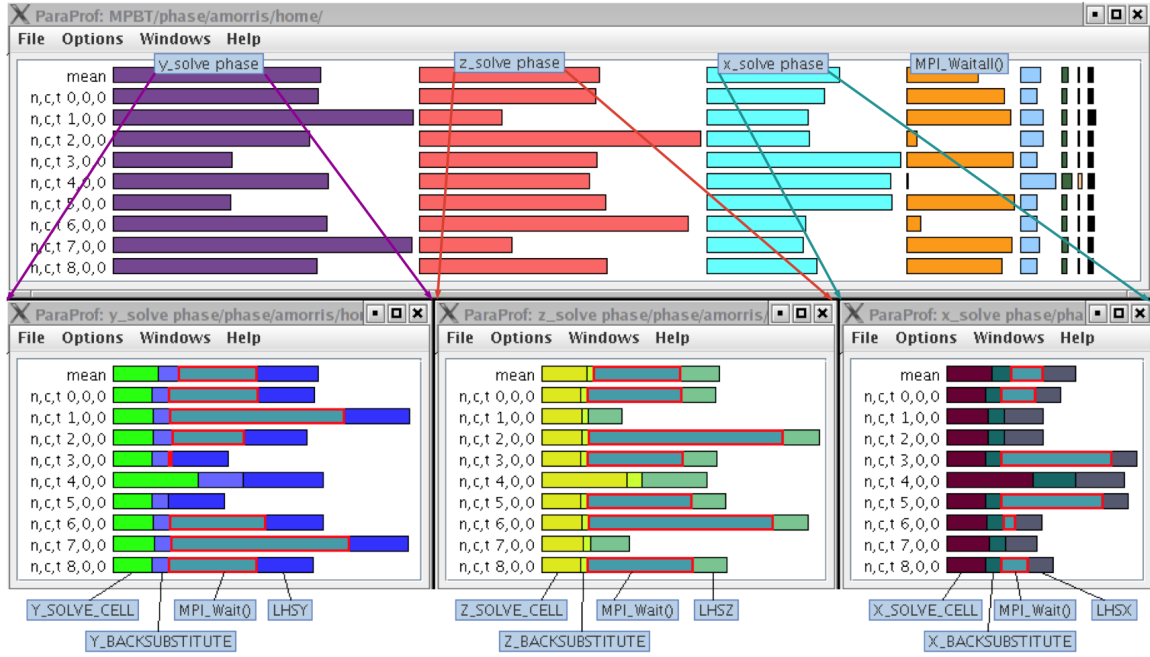 ParaProf: MPBT/phase/amorris/home/
File Options Windows Help
y_solve phase
z_solve phase
x_solve phase
MPI_Waitall()
mean
n,c,t 0,0,0
n,c,t 1,0,0
n,c,t 2,0,0
n,c,t 3,0,0
n,c,t 4,0,0
n,c,t 5,0,0
n,c,t 6,0,0
n,c,t 7,0,0
n,c,t 8,0,0
ParaProf: y_solve phase/phase/amorris/hor
File Options Windows Help
mean
n,c,t 0,0,0
n,c,t 1,0,0
n,c,t 2,0,0
n,c,t 3,0,0
n,c,t 4,0,0
n,c,t 5,0,0
n,c,t 6,0,0
n,c,t 7,0,0
n,c,t 8,0,0
Y_SOLVE_CELL
MPI_Wait()
LHSY
Y_BACKSUBSTITUTE
ParaProf: z_solve phase/phase/amorris/
File Options Windows Help
mean
n,c,t 0,0,0
n,c,t 1,0,0
n,c,t 2,0,0
n,c,t 3,0,0
n,c,t 4,0,0
n,c,t 5,0,0
n,c,t 6,0,0
n,c,t 7,0,0
n,c,t 8,0,0
Z_SOLVE_CELL
MPI_Wait()
LHSZ
Z_BACKSUBSTITUTE
ParaProf: x_solve phase/pha
File Options Windows Help
mean
n,c,t 0,0,0
n,c,t 1,0,0
n,c,t 2,0,0
n,c,t 3,0,0
n,c,t 4,0,0
n,c,t 5,0,0
n,c,t 6,0,0
n,c,t 7,0,0
n,c,t 8,0,0
X_SOLVE_CELL
MPI_Wait()
LHSX
X_BACKSUBSTITUTE